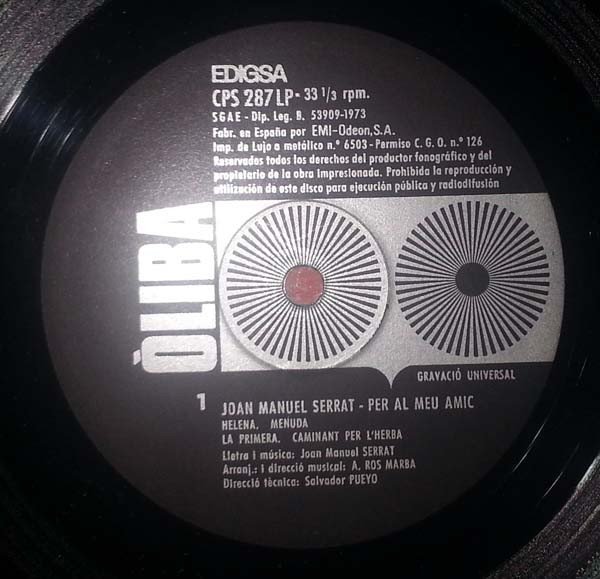 EDIGSA
CPS 287 LP - 33 1/3 rpm.
SGAE - Dip. Leg. B. 53909-1973
Fabr. en España por EMI-Odeon, S.A.
Imp. de Lujo a metálico n.º 6503 - Permiso C. G. O. n.º 126
Reservados todos los derechos del productor fonográfico y del
propietario de la obra impresionada. Prohibida la reproducción y
utilización de este disco para ejecución pública y radiodifusión
ÒLIBA
GRAVACIÓ UNIVERSAL
1
JOAN MANUEL SERRAT - PER AL MEU AMIC
HELENA, MENUDA
LA PRIMERA, CAMINANT PER L'HERBA
Lletra i música: Joan Manuel SERRAT
Arranj.: i direcció musical: A. ROS MARBA
Direcció tècnica: Salvador PUEYO